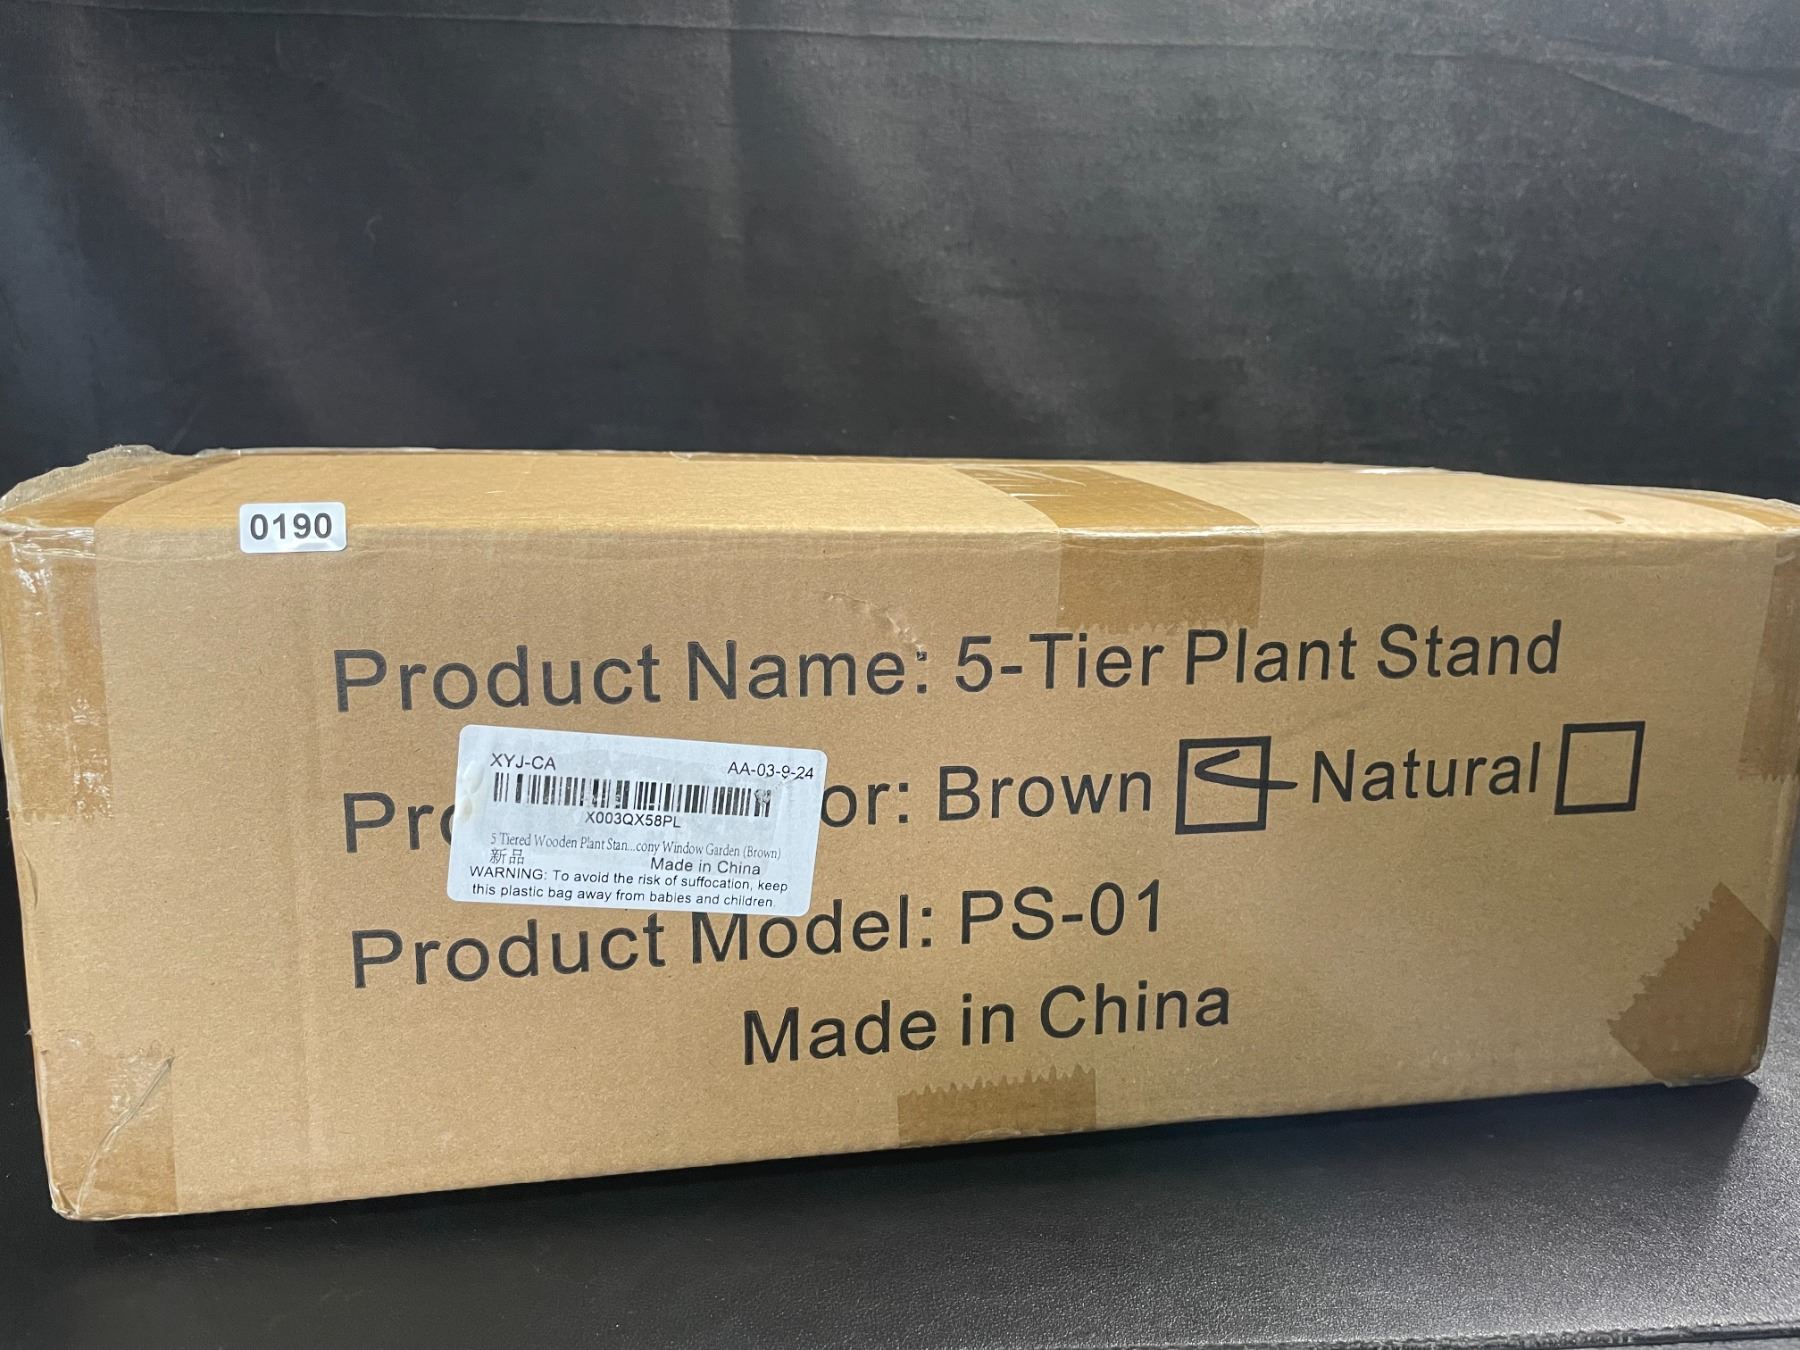 0190
Product Name: 5-Tier Plant Stand
XYJ-CA AA-03-9-24
X003QX58PL
5 Tiered Wooden Plant Stan...cony Window Garden (Brown)
新品 Made in China
WARNING: To avoid the risk of suffocation, keep
this plastic bag away from babies and children.
Pro or: Brown Natural
Product Model: PS-01
Made in China